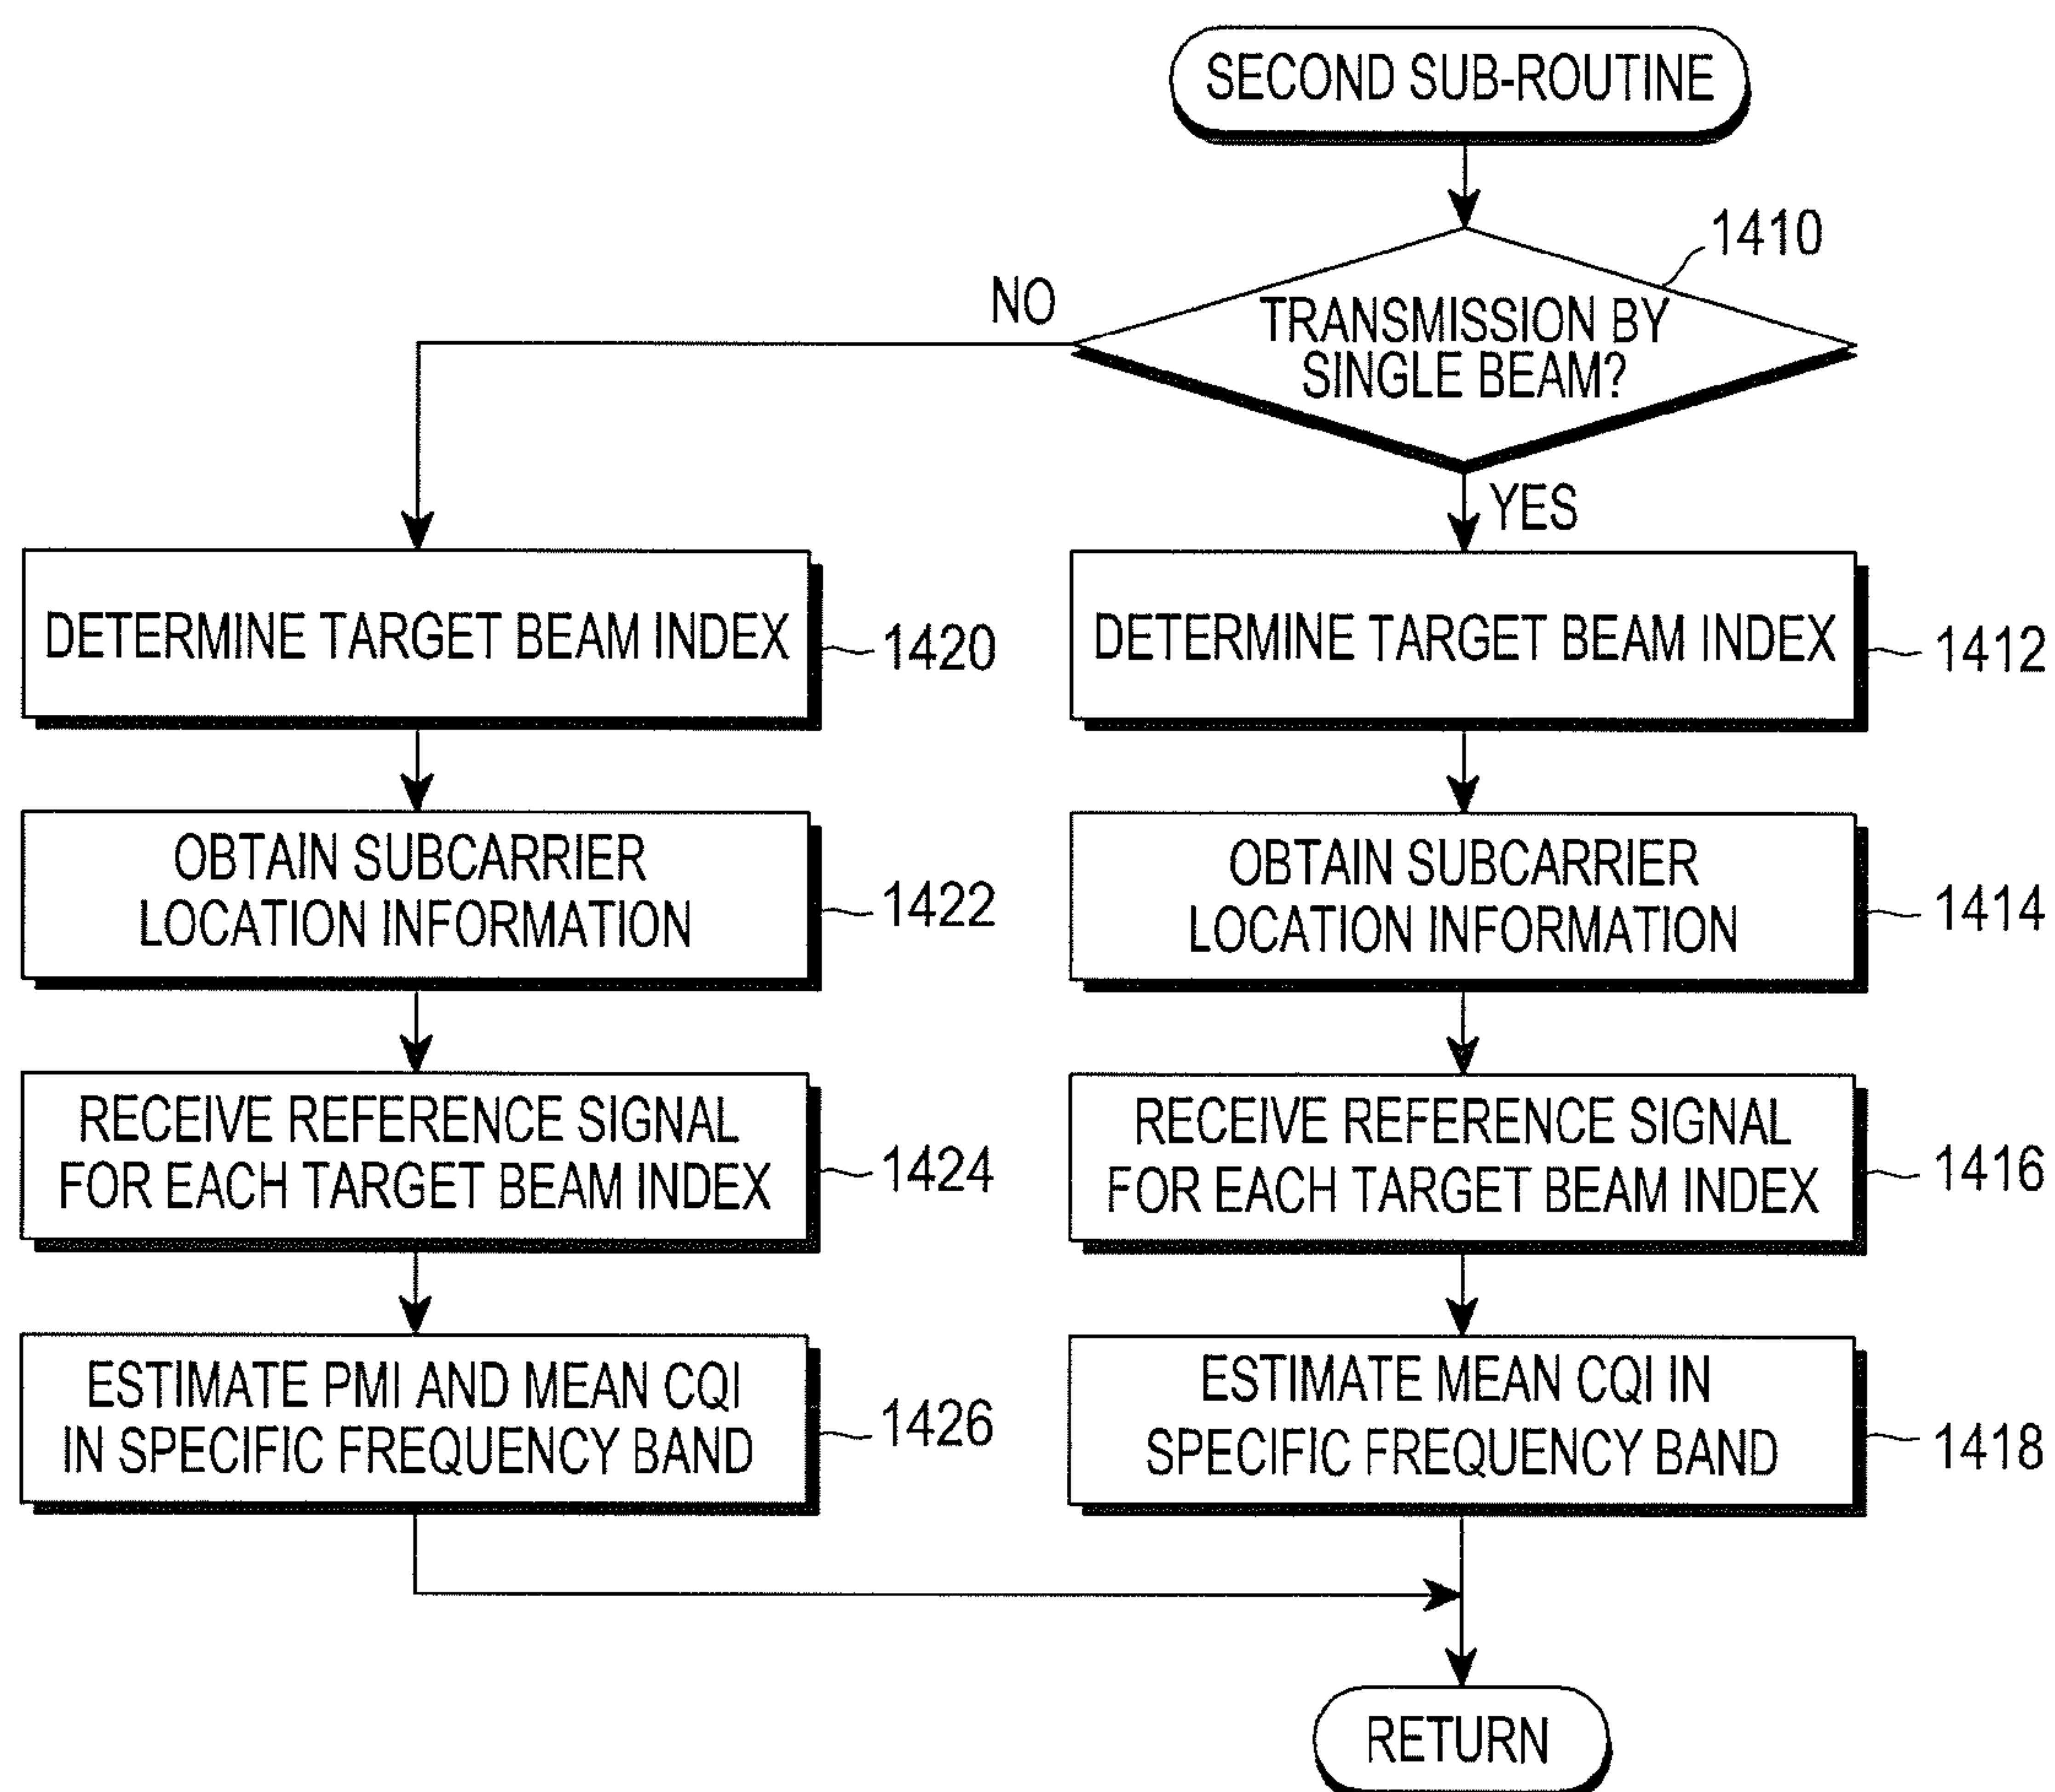 SECOND SUB-ROUTINE
1410
TRANSMISSION BY
SINGLE BEAM?
NO
YES
DETERMINE TARGET BEAM INDEX
1420
OBTAIN SUBCARRIER
LOCATION INFORMATION
1422
RECEIVE REFERENCE SIGNAL
FOR EACH TARGET BEAM INDEX
1424
ESTIMATE PMI AND MEAN CQI
IN SPECIFIC FREQUENCY BAND
1426
DETERMINE TARGET BEAM INDEX
1412
OBTAIN SUBCARRIER
LOCATION INFORMATION
1414
RECEIVE REFERENCE SIGNAL
FOR EACH TARGET BEAM INDEX
1416
ESTIMATE MEAN CQI IN
SPECIFIC FREQUENCY BAND
1418
RETURN